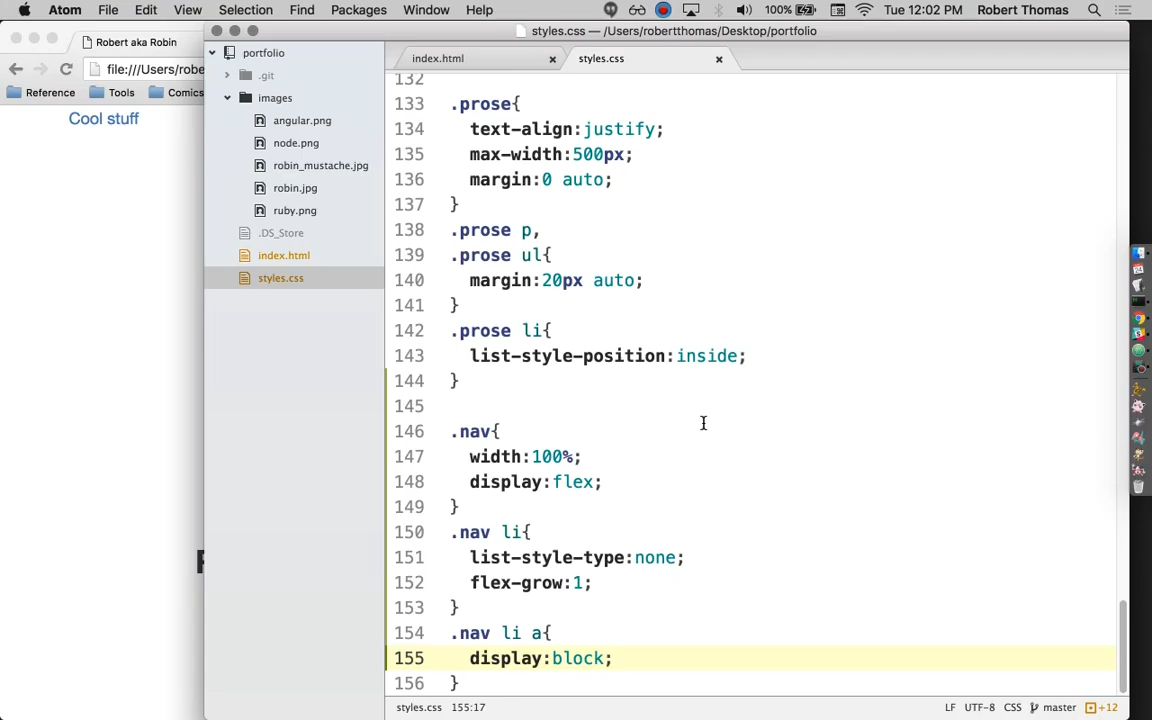 Atom File Edit View Selection Find Packages Window Help 100% Tue 12:02 PM Robert Thomas
styles.css — /Users/robertthomas/Desktop/portfolio
Robert aka Robin
file:///Users/robe
Reference Tools Comics
Cool stuff
portfolio
.git
images
angular.png
node.png
robin_mustache.jpg
robin.jpg
ruby.png
.DS_Store
index.html
styles.css
index.html styles.css
132
133 .prose{
134 text-align:justify;
135 max-width:500px;
136 margin:0 auto;
137 }
138 .prose p,
139 .prose ul{
140 margin:20px auto;
141 }
142 .prose li{
143 list-style-position:inside;
144 }
145
146 .nav{
147 width:100%;
148 display:flex;
149 }
150 .nav li{
151 list-style-type:none;
152 flex-grow:1;
153 }
154 .nav li a{
155 display:block;
156 }
styles.css 155:17 LF UTF-8 CSS master +12